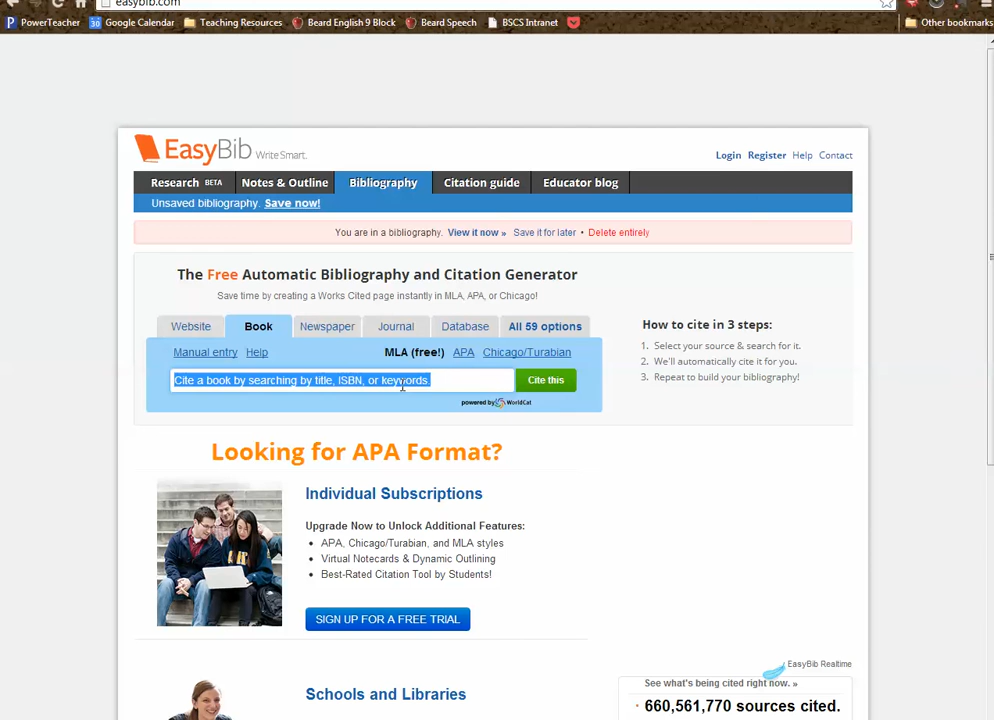 easybib.com
PowerTeacher 30 Google Calendar Teaching Resources Beard English 9 Block Beard Speech BSCS Intranet Other bookmarks
EasyBib Write Smart.
Login Register Help Contact
Research BETA Notes & Outline Bibliography Citation guide Educator blog
Unsaved bibliography. Save now!
You are in a bibliography. View it now » Save it for later • Delete entirely
The Free Automatic Bibliography and Citation Generator
Save time by creating a Works Cited page instantly in MLA, APA, or Chicago!
Website Book Newspaper Journal Database All 59 options
Manual entry Help MLA (free!) APA Chicago/Turabian
Cite a book by searching by title, ISBN, or keywords. Cite this
powered by WorldCat
How to cite in 3 steps:
1. Select your source & search for it.
2. We'll automatically cite it for you.
3. Repeat to build your bibliography!
Looking for APA Format?
Individual Subscriptions
Upgrade Now to Unlock Additional Features:
• APA, Chicago/Turabian, and MLA styles
• Virtual Notecards & Dynamic Outlining
• Best-Rated Citation Tool by Students!
SIGN UP FOR A FREE TRIAL
Schools and Libraries
EasyBib Realtime
See what's being cited right now. »
• 660,561,770 sources cited.